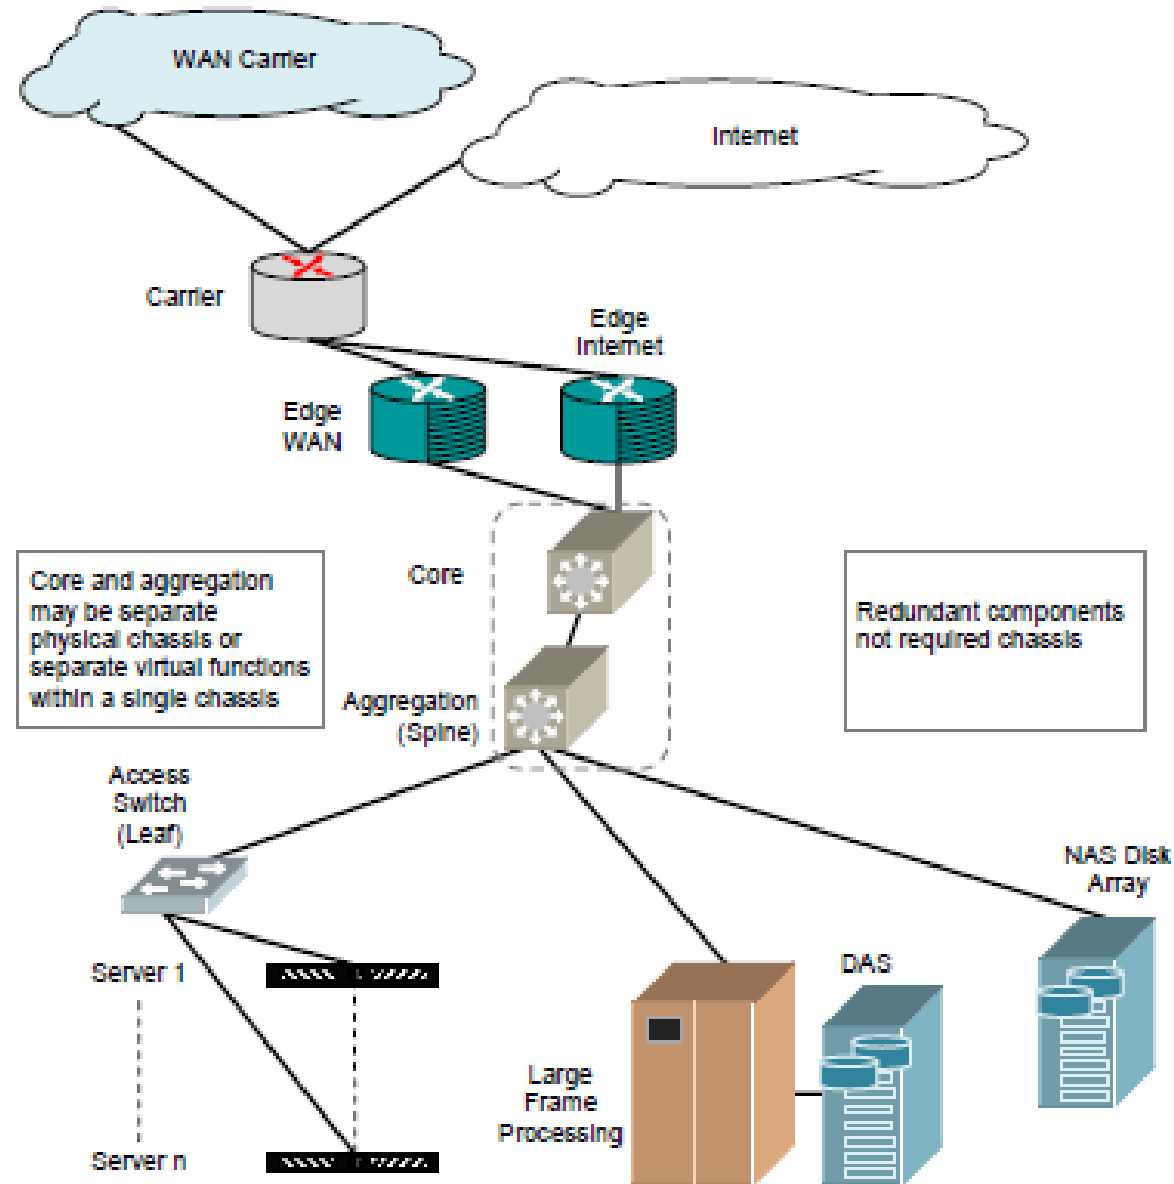 WAN Carrier
Internet
Carrier
Edge
Internet
Edge
WAN
Core
Core and aggregation
may be separate
physical chassis or
separate virtual functions
within a single chassis
Redundant components
not required chassis
Aggregation
(Spine)
Access
Switch
(Leaf)
NAS Disk
Array
Server 1
DAS
Large
Frame
Processing
Server n